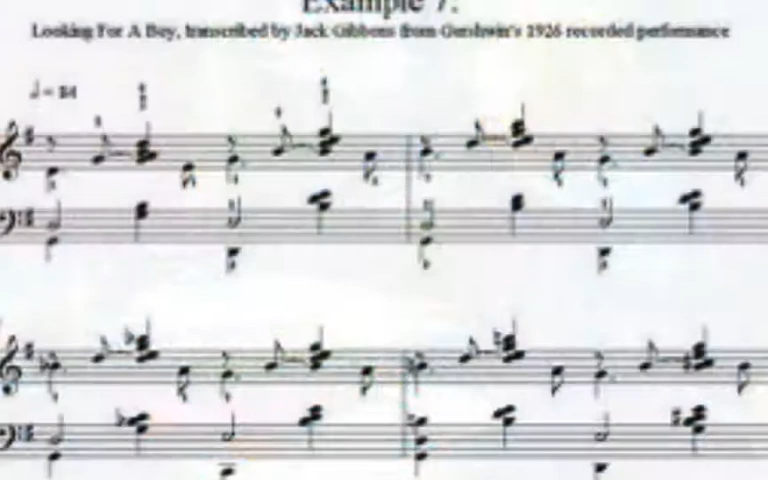 Example 7.
Looking For A Boy, transcribed by Jack Gibbons from Gershwin's 1926 recorded performance
♩= 84